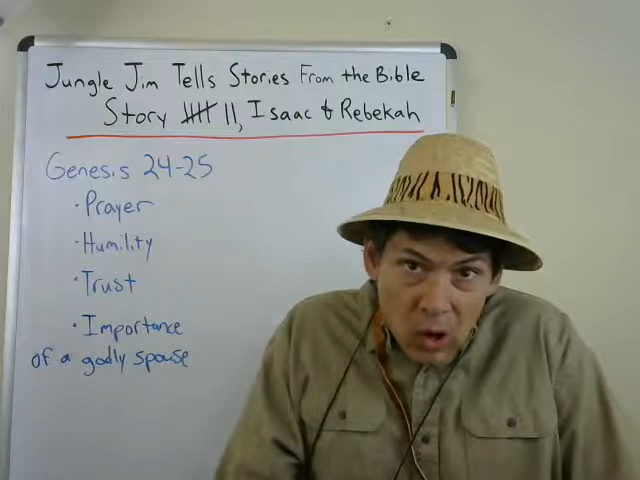 Jungle Jim Tells Stories From the Bible
Story 𝍸 II, Isaac & Rebekah
Genesis 24-25
· Prayer
· Humility
· Trust
· Importance
of a godly spouse